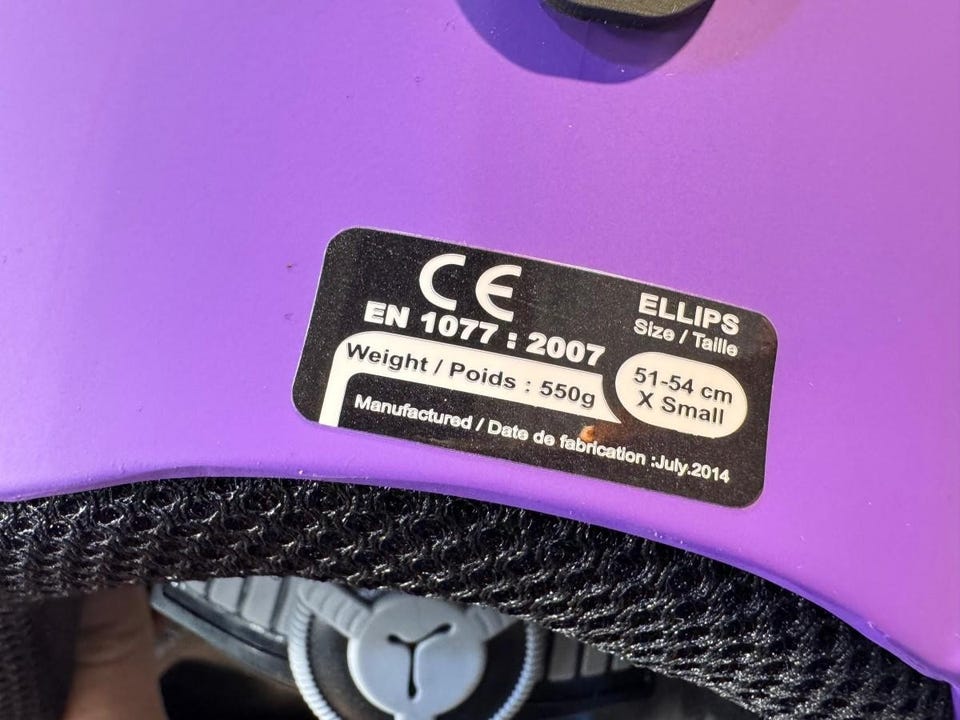 CE
EN 1077 : 2007
ELLIPS
Size / Taille
Weight / Poids : 550g
51-54 cm
X Small
Manufactured / Date de fabrication :July.2014